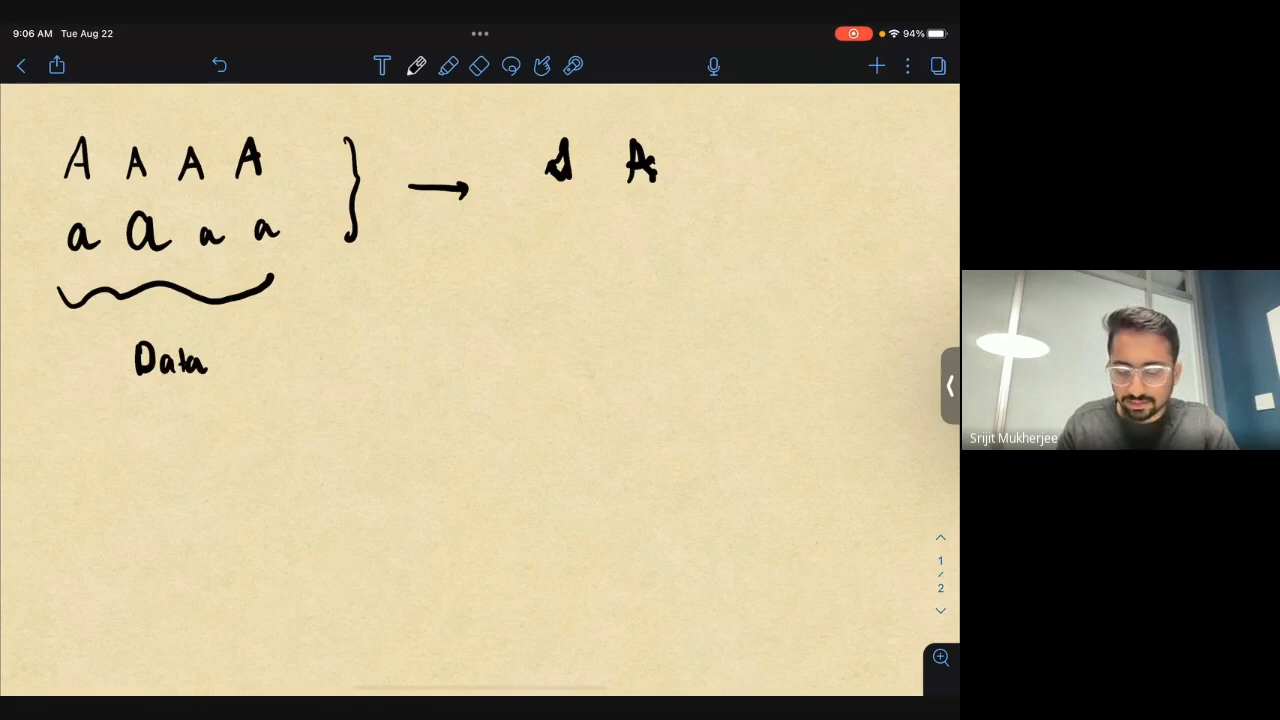 9:06 AM Tue Aug 22
94%
A A A A
a a a a
Data
Srijit Mukherjee
1
/
2